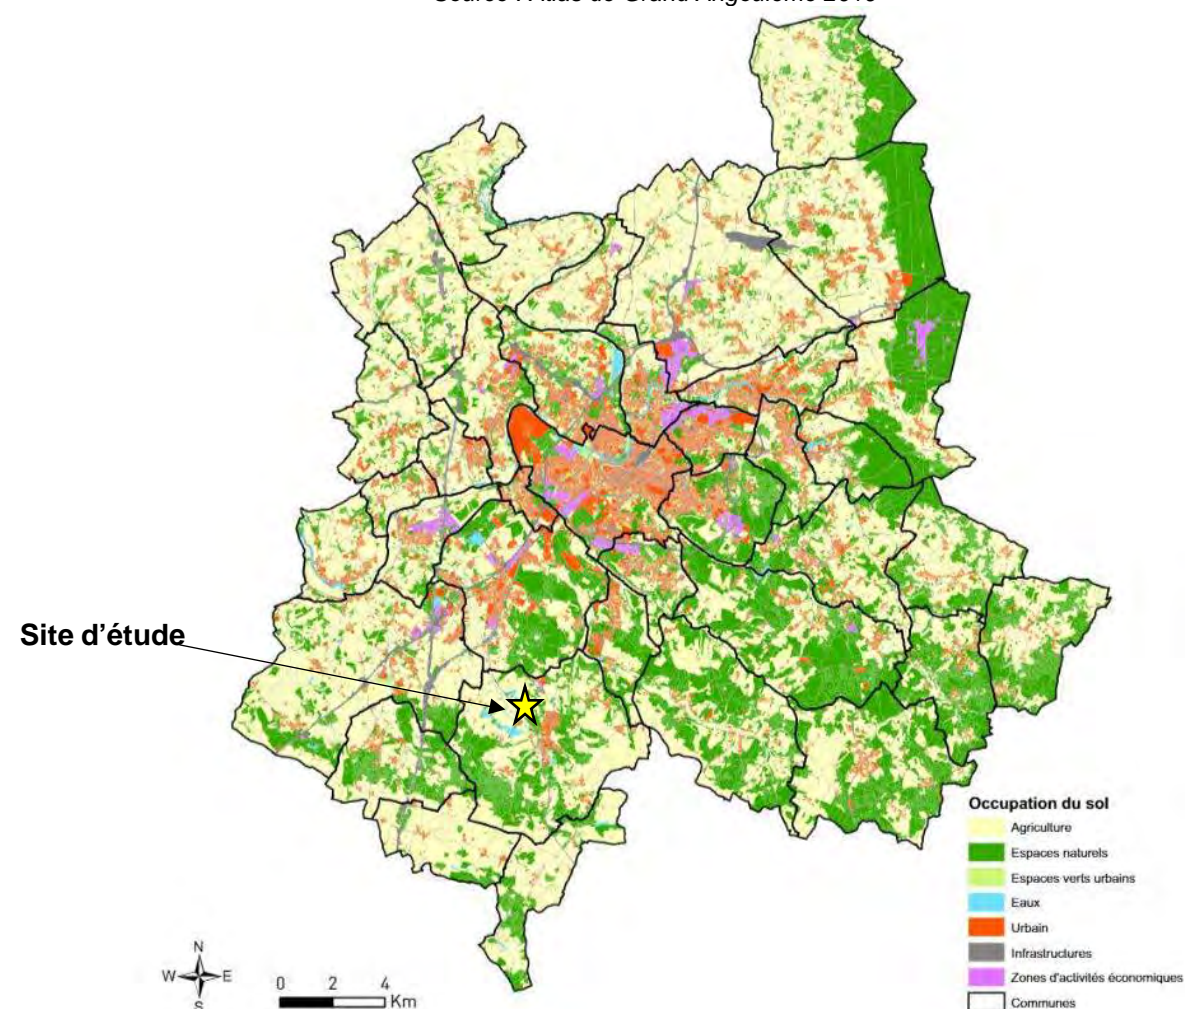 Site d'étude
Occupation du sol
Agriculture
Espaces naturels
Espaces verts urbains
Eaux
Urbain
Infrastructures
Zones d'activités économiques
Communes
N
W
E
S
0 2 4
Km